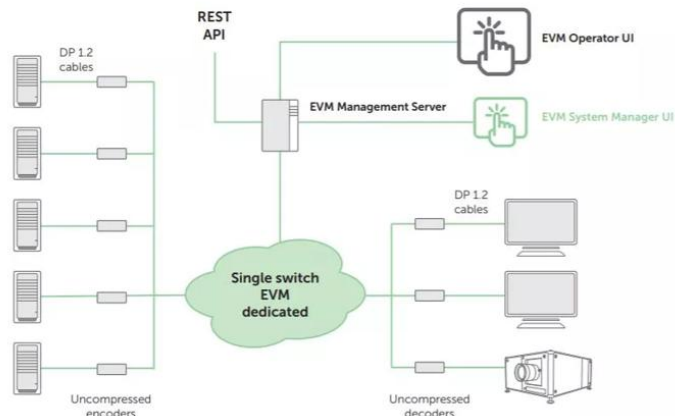 REST
API
EVM Operator UI
DP 1.2
cables
EVM Management Server
EVM System Manager UI
DP 1.2
cables
Single switch
EVM
dedicated
Uncompressed
encoders
Uncompressed
decoders